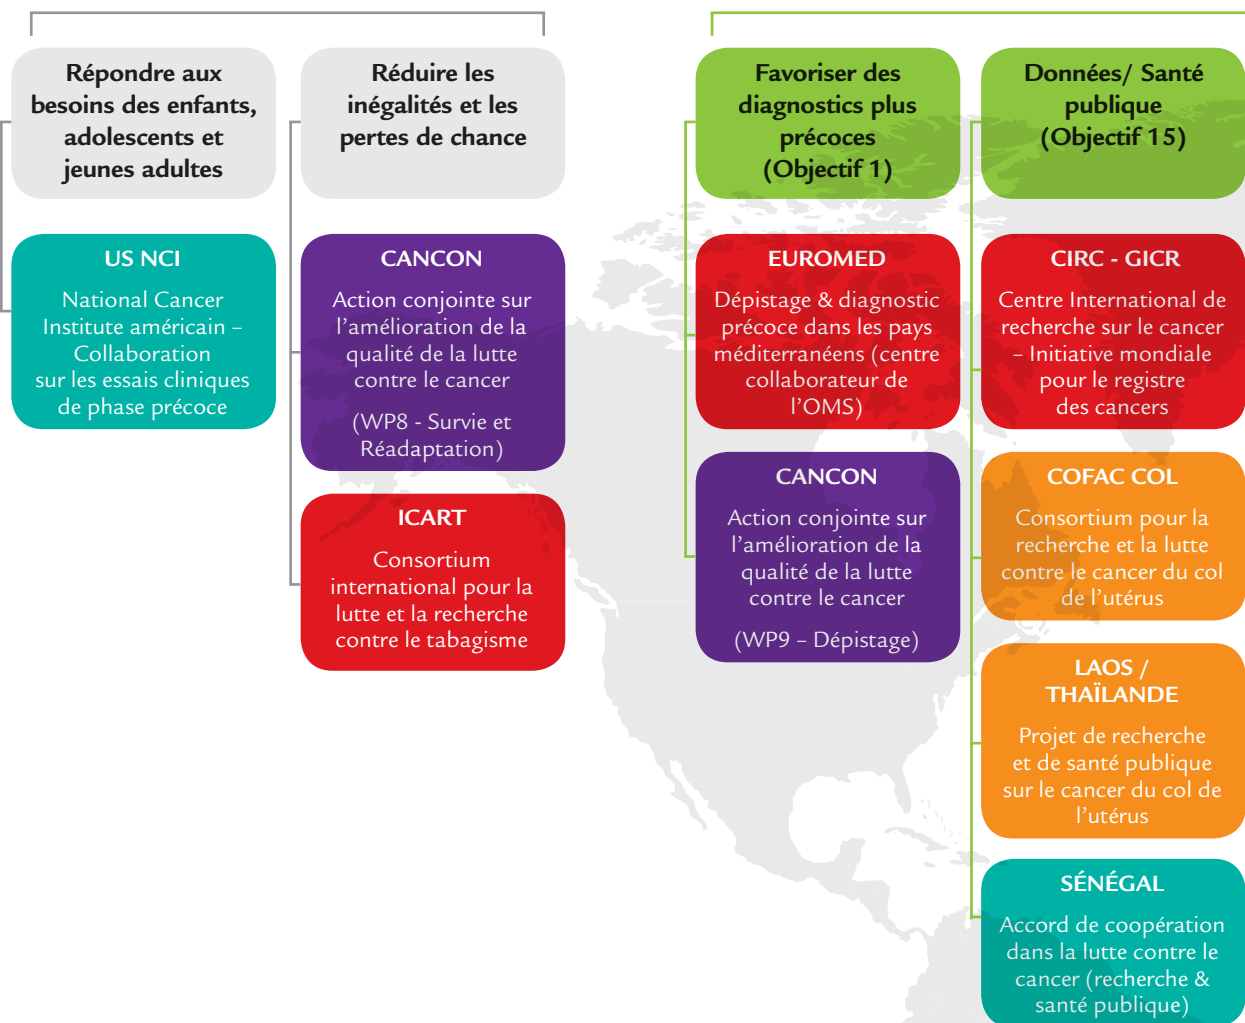 Répondre aux
besoins des enfants,
adolescents et
jeunes adultes
US NCI
National Cancer
Institute américain –
Collaboration
sur les essais cliniques
de phase précoce
Réduire les
inégalités et les
pertes de chance
CANCON
Action conjointe sur
l'amélioration de la
qualité de la lutte
contre le cancer
(WP8 - Survie et
Réadaptation)
ICART
Consortium
international pour la
lutte et la recherche
contre le tabagisme
Favoriser des
diagnostics plus
précoces
(Objectif 1)
EUROMED
Dépistage & diagnostic
précoce dans les pays
méditerranéens (centre
collaborateur de
l'OMS)
CANCON
Action conjointe sur
l'amélioration de la
qualité de la lutte
contre le cancer
(WP9 – Dépistage)
Données/ Santé
publique
(Objectif 15)
CIRC - GICR
Centre International de
recherche sur le cancer
– Initiative mondiale
pour le registre
des cancers
COFAC COL
Consortium pour la
recherche et la lutte
contre le cancer du col
de l'utérus
LAOS /
THAÏLANDE
Projet de recherche
et de santé publique
sur le cancer du col de
l'utérus
SÉNÉGAL
Accord de coopération
dans la lutte contre le
cancer (recherche &
santé publique)